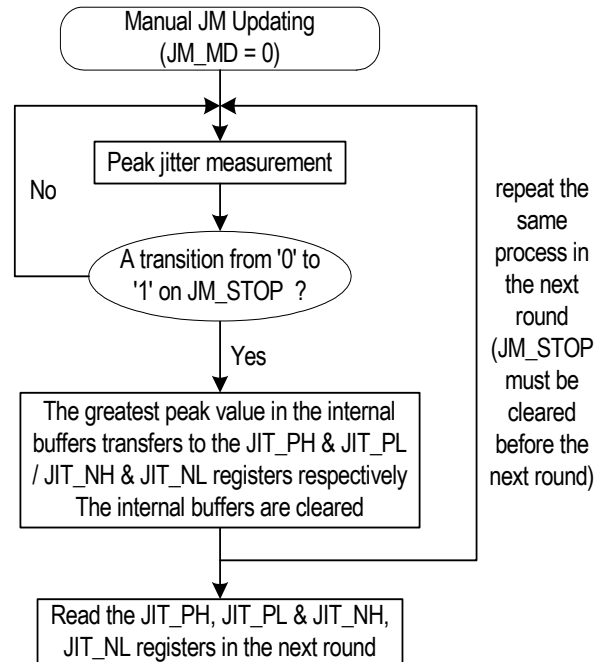 Manual JM Updating
(JM_MD = 0)
Peak jitter measurement
No
A transition from '0' to
'1' on JM_STOP ?
Yes
The greatest peak value in the internal
buffers transfers to the JIT_PH & JIT_PL
/ JIT_NH & JIT_NL registers respectively
The internal buffers are cleared
repeat the
same
process in
the next
round
(JM_STOP
must be
cleared
before the
next round)
Read the JIT_PH, JIT_PL & JIT_NH,
JIT_NL registers in the next round